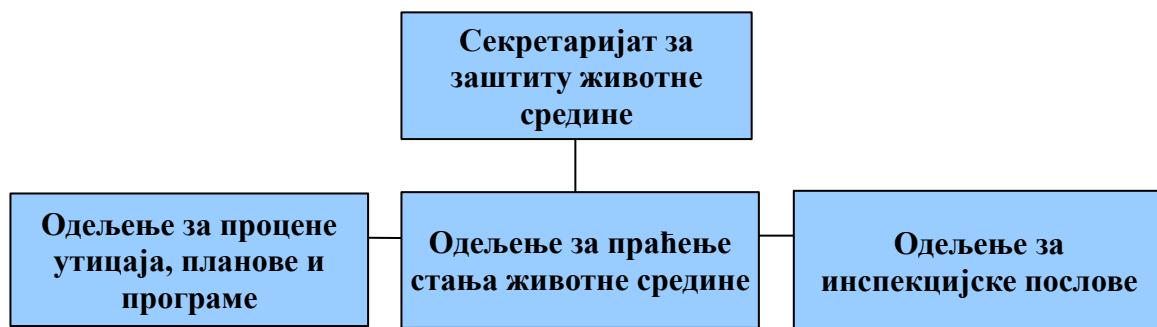 Секретаријат за
заштиту животне
средине
Одељење за процене
утицаја, планове и
програме
Одељење за праћење
стања животне средине
Одељење за
инспекцијске послове